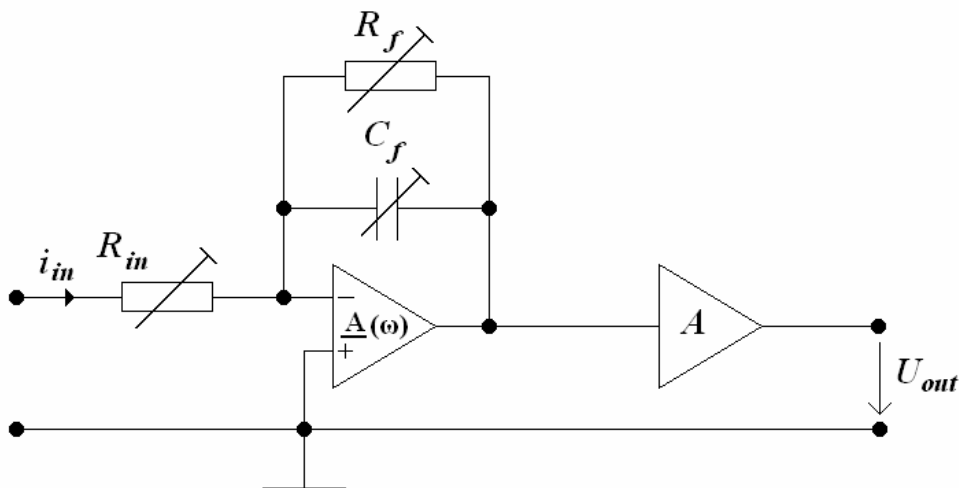 R_f
C_f
i_in
R_in
−
A(ω)
+
A
U_out